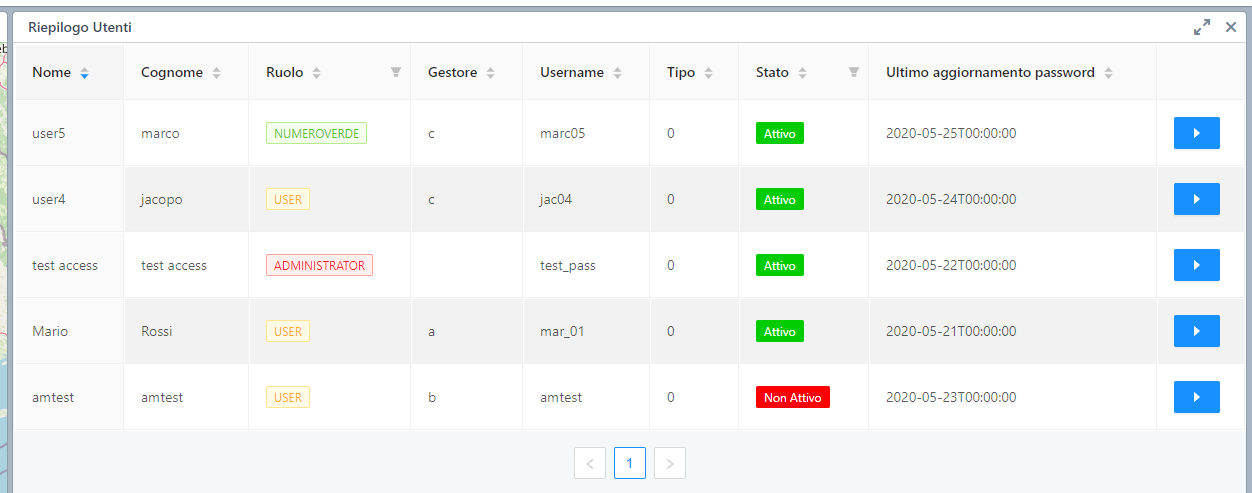 Riepilogo Utenti
Nome Cognome Ruolo Gestore Username Tipo Stato Ultimo aggiornamento password
user5 marco NUMEROVERDE c marc05 0 Attivo 2020-05-25T00:00:00
user4 jacopo USER c jac04 0 Attivo 2020-05-24T00:00:00
test access test access ADMINISTRATOR test_pass 0 Attivo 2020-05-22T00:00:00
Mario Rossi USER a mar_01 0 Attivo 2020-05-21T00:00:00
amtest amtest USER b amtest 0 Non Attivo 2020-05-23T00:00:00
1